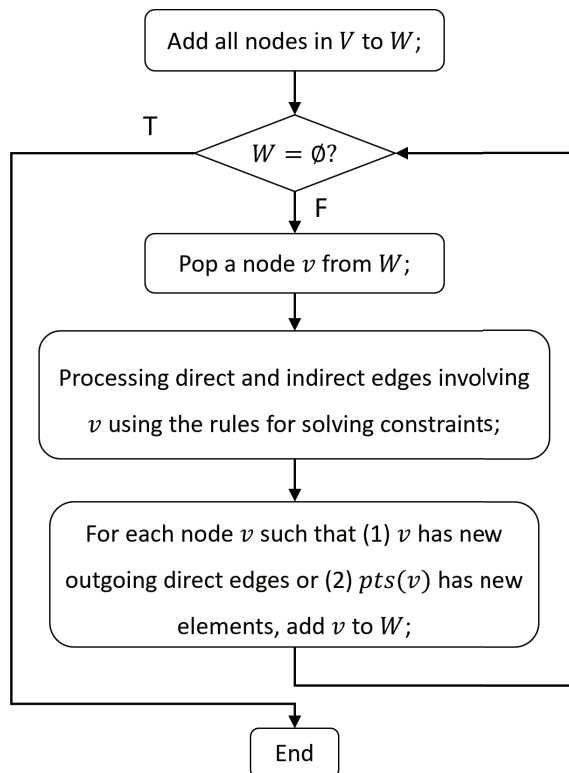 Add all nodes in 𝑉 to 𝑊;
T
𝑊 = ∅?
F
Pop a node 𝑣 from 𝑊;
Processing direct and indirect edges involving
𝑣 using the rules for solving constraints;
For each node 𝑣 such that (1) 𝑣 has new
outgoing direct edges or (2) 𝑝𝑡𝑠(𝑣) has new
elements, add 𝑣 to 𝑊;
End